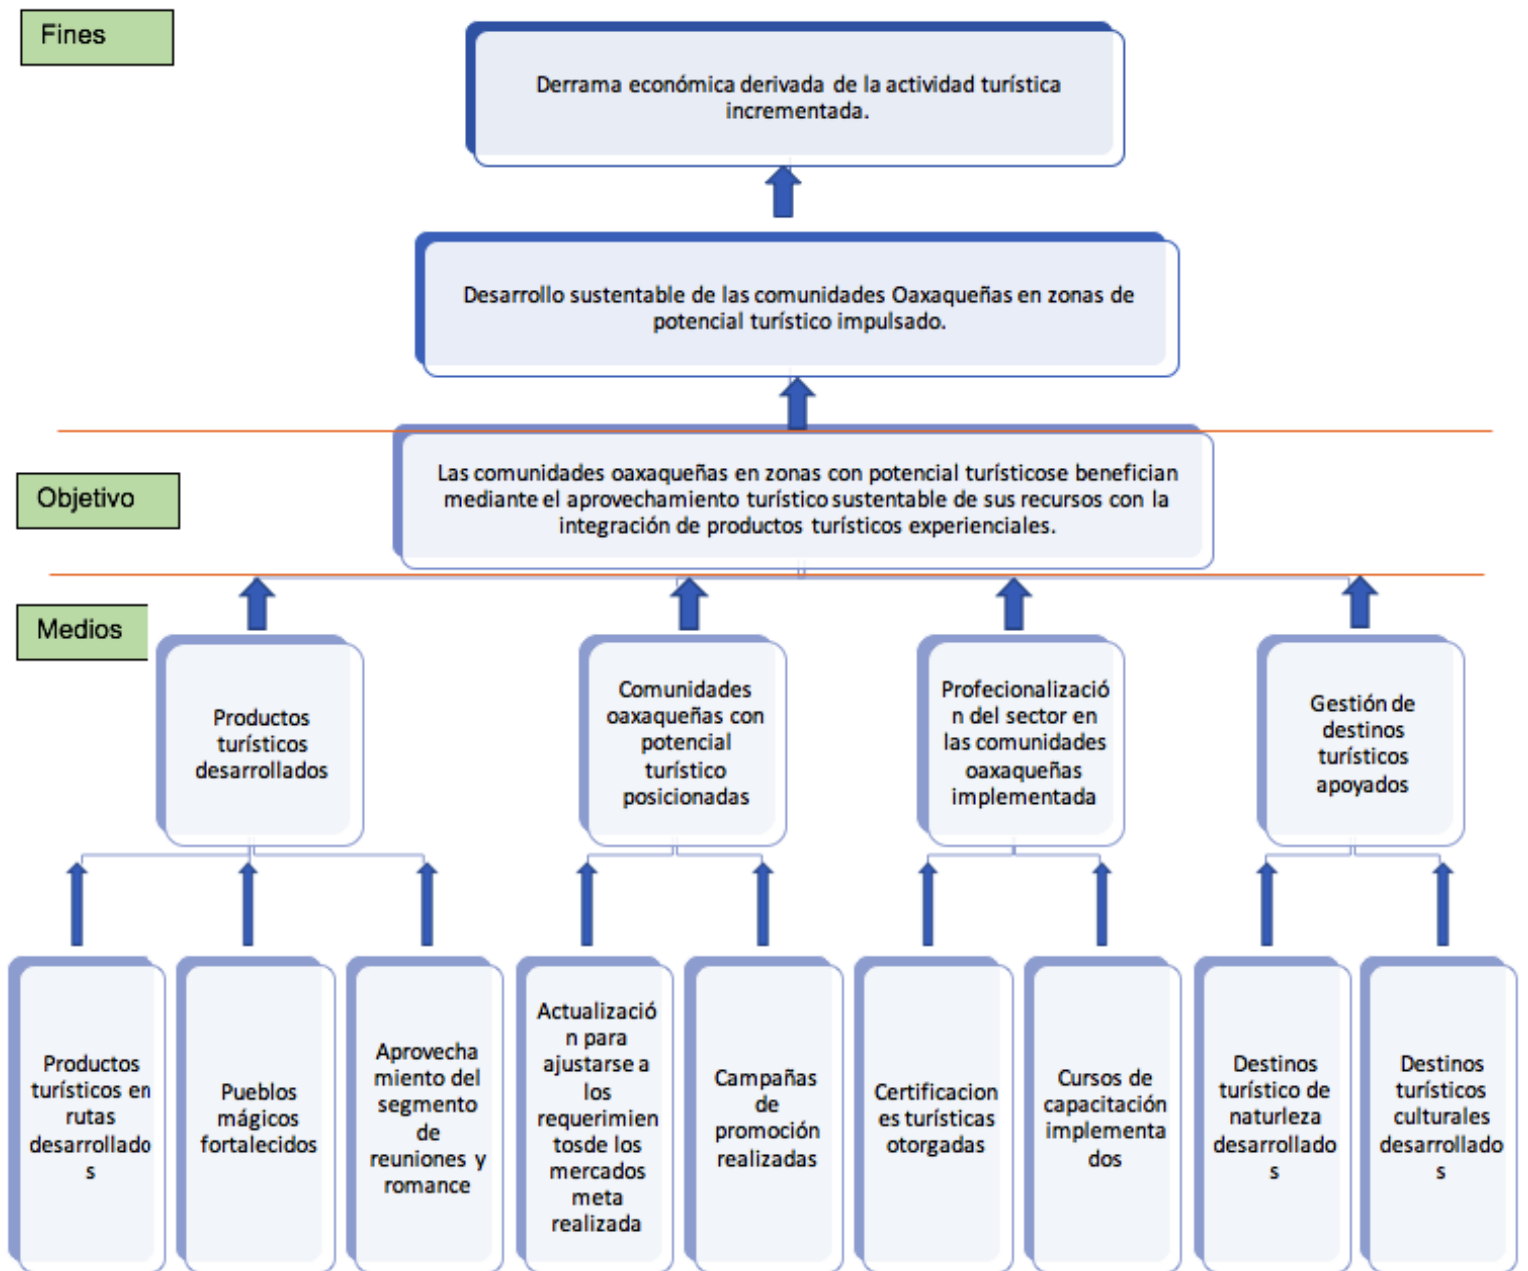 Fines
Derrama económica derivada de la actividad turística
incrementada.
Desarrollo sustentable de las comunidades Oaxaqueñas en zonas de
potencial turístico impulsado.
Objetivo
Las comunidades oaxaqueñas en zonas con potencial turísticose benefician
mediante el aprovechamiento turístico sustentable de sus recursos con la
integración de productos turísticos experienciales.
Medios
Productos
turísticos
desarrollados
Comunidades
oaxaqueñas con
potencial
turístico
posicionadas
Profecionalizació
n del sector en
las comunidades
oaxaqueñas
implementada
Gestión de
destinos
turísticos
apoyados
Productos
turísticos en
rutas
desarrollado
s
Pueblos
mágicos
fortalecidos
Aprovecha
miento del
segmento
de
reuniones y
romance
Actualizació
n para
ajustarse a
los
requerimien
tosde los
mercados
meta
realizada
Campañas
de
promoción
realizadas
Certificacion
es turísticas
otorgadas
Cursos de
capacitación
implementa
dos
Destinos
turístico de
naturleza
desarrollado
s
Destinos
turísticos
culturales
desarrollado
s